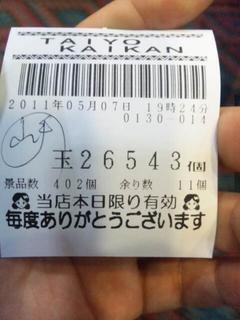 TAIYO
KAIKAN
2011年05月07日 19時24分
0130-014
玉26543個
景品数 402個 余り数 11個
当店本日限り有効
毎度ありがとうございます